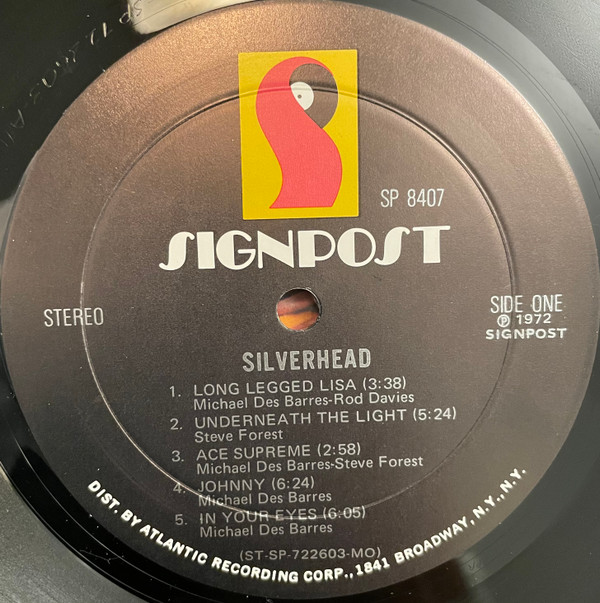 SP 8407
SIGNPOST
STEREO
SIDE ONE
Ⓟ 1972
SIGNPOST
SILVERHEAD
1. LONG LEGGED LISA (3:38)
Michael Des Barres-Rod Davies
2. UNDERNEATH THE LIGHT (5:24)
Steve Forest
3. ACE SUPREME (2:58)
Michael Des Barres-Steve Forest
4. JOHNNY (6:24)
Michael Des Barres
5. IN YOUR EYES (6:05)
Michael Des Barres
(ST-SP-722603-MO)
DIST. BY ATLANTIC RECORDING CORP., 1841 BROADWAY, N.Y., N.Y.